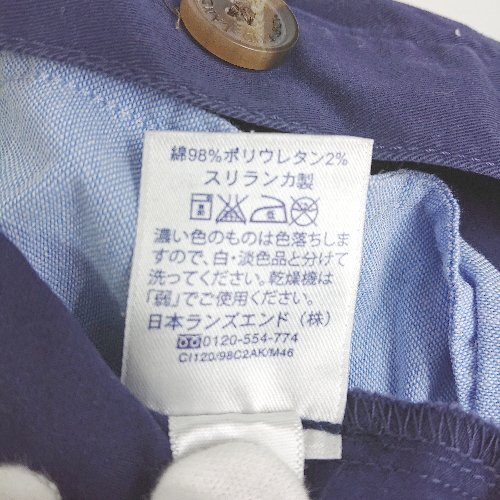 綿98%ポリウレタン2%
スリランカ製
濃い色のものは色落ちしま
すので、白・淡色品と分けて
洗ってください。乾燥機は
「弱」でご使用ください。
日本ランズエンド(株)
0120-554-774
CI120/98C2AK/M46